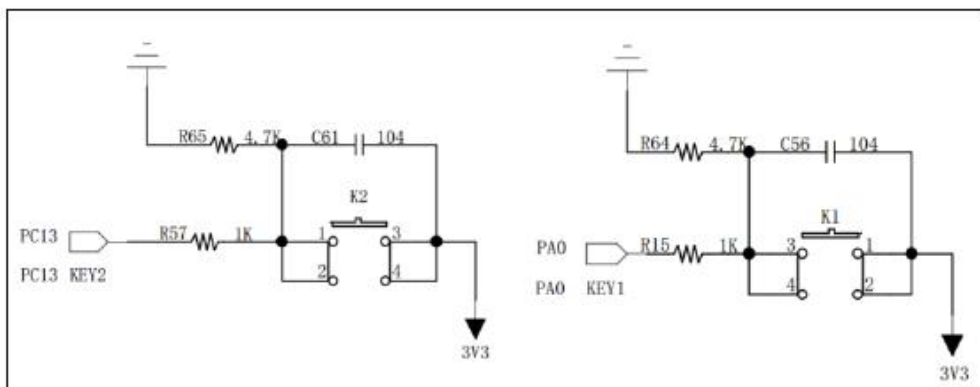 R65 4.7K C61 104
K2
PC13 R57 1K 1 3
PC13 KEY2 2 4
3V3
R64 4.7K C56 104
K1
PA0 R15 1K 3 1
PA0 KEY1 4 2
3V3